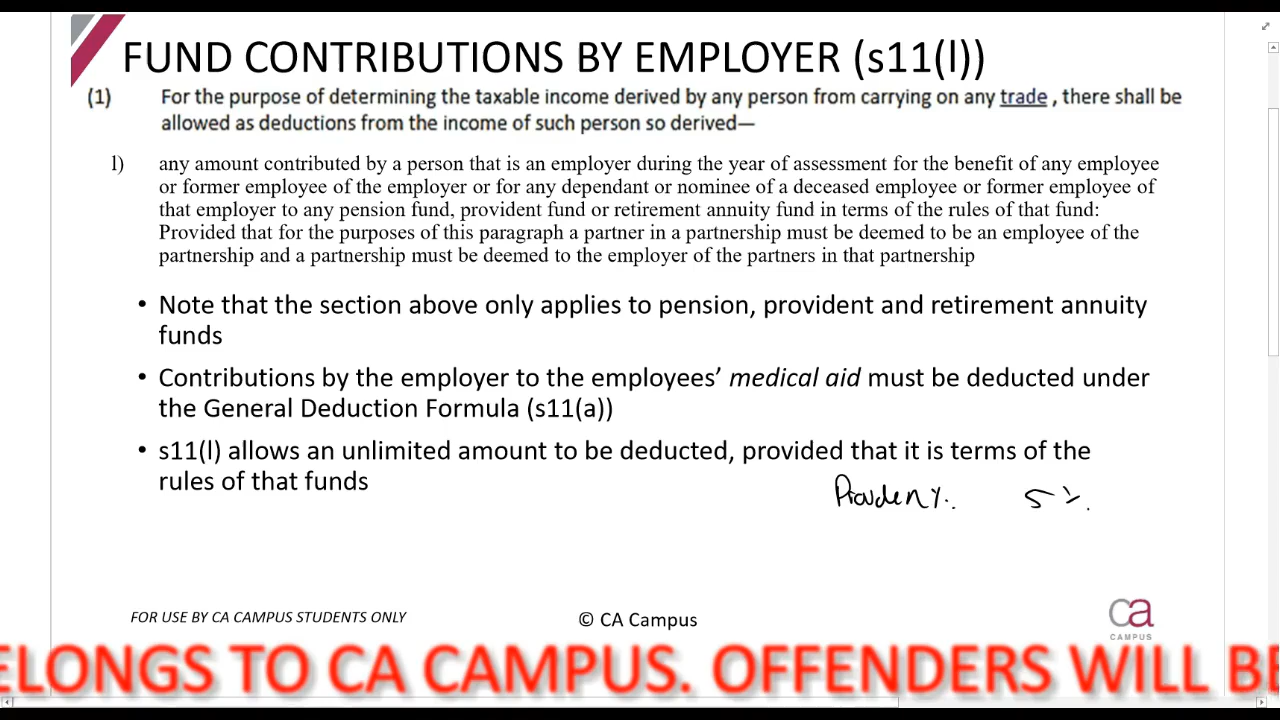 FUND CONTRIBUTIONS BY EMPLOYER (s11(l))
(1) For the purpose of determining the taxable income derived by any person from carrying on any trade , there shall be
allowed as deductions from the income of such person so derived—
l) any amount contributed by a person that is an employer during the year of assessment for the benefit of any employee
or former employee of the employer or for any dependant or nominee of a deceased employee or former employee of
that employer to any pension fund, provident fund or retirement annuity fund in terms of the rules of that fund:
Provided that for the purposes of this paragraph a partner in a partnership must be deemed to be an employee of the
partnership and a partnership must be deemed to the employer of the partners in that partnership
• Note that the section above only applies to pension, provident and retirement annuity
funds
• Contributions by the employer to the employees’ medical aid must be deducted under
the General Deduction Formula (s11(a))
• s11(l) allows an unlimited amount to be deducted, provided that it is terms of the
rules of that funds
5%.
FOR USE BY CA CAMPUS STUDENTS ONLY
© CA Campus
ca
CAMPUS
ELONGS TO CA CAMPUS. OFFENDERS WILL BE